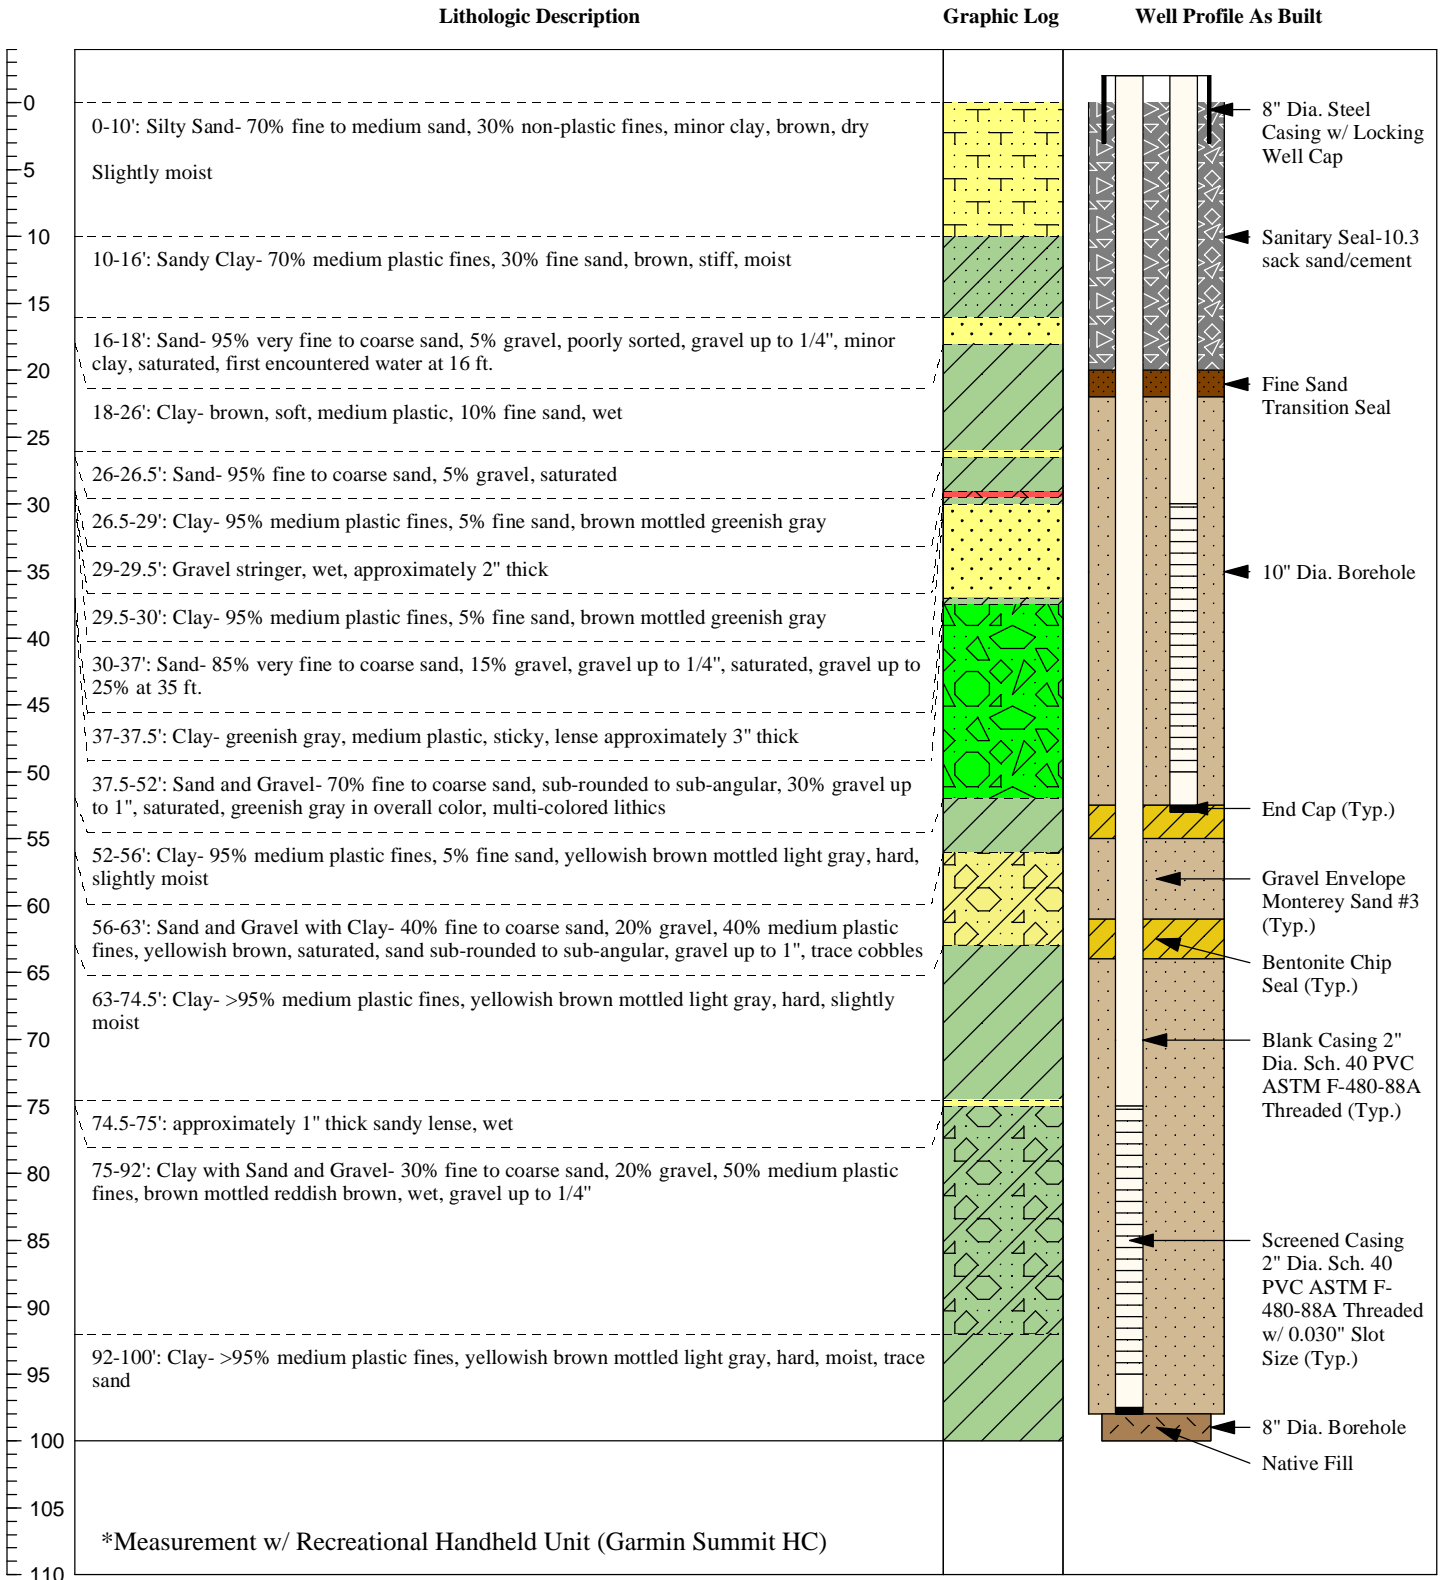 Lithologic Description
Graphic Log
Well Profile As Built
0
5
10
15
20
25
30
35
40
45
50
55
60
65
70
75
80
85
90
95
100
105
110
0-10': Silty Sand- 70% fine to medium sand, 30% non-plastic fines, minor clay, brown, dry
Slightly moist
10-16': Sandy Clay- 70% medium plastic fines, 30% fine sand, brown, stiff, moist
16-18': Sand- 95% very fine to coarse sand, 5% gravel, poorly sorted, gravel up to 1/4", minor
clay, saturated, first encountered water at 16 ft.
18-26': Clay- brown, soft, medium plastic, 10% fine sand, wet
26-26.5': Sand- 95% fine to coarse sand, 5% gravel, saturated
26.5-29': Clay- 95% medium plastic fines, 5% fine sand, brown mottled greenish gray
29-29.5': Gravel stringer, wet, approximately 2" thick
29.5-30': Clay- 95% medium plastic fines, 5% fine sand, brown mottled greenish gray
30-37': Sand- 85% very fine to coarse sand, 15% gravel, gravel up to 1/4", saturated, gravel up to
25% at 35 ft.
37-37.5': Clay- greenish gray, medium plastic, sticky, lense approximately 3" thick
37.5-52': Sand and Gravel- 70% fine to coarse sand, sub-rounded to sub-angular, 30% gravel up
to 1", saturated, greenish gray in overall color, multi-colored lithics
52-56': Clay- 95% medium plastic fines, 5% fine sand, yellowish brown mottled light gray, hard,
slightly moist
56-63': Sand and Gravel with Clay- 40% fine to coarse sand, 20% gravel, 40% medium plastic
fines, yellowish brown, saturated, sand sub-rounded to sub-angular, gravel up to 1", trace cobbles
63-74.5': Clay- >95% medium plastic fines, yellowish brown mottled light gray, hard, slightly
moist
74.5-75': approximately 1" thick sandy lense, wet
75-92': Clay with Sand and Gravel- 30% fine to coarse sand, 20% gravel, 50% medium plastic
fines, brown mottled reddish brown, wet, gravel up to 1/4"
92-100': Clay- >95% medium plastic fines, yellowish brown mottled light gray, hard, moist, trace
sand
*Measurement w/ Recreational Handheld Unit (Garmin Summit HC)
8" Dia. Steel
Casing w/ Locking
Well Cap
Sanitary Seal-10.3
sack sand/cement
Fine Sand
Transition Seal
10" Dia. Borehole
End Cap (Typ.)
Gravel Envelope
Monterey Sand #3
(Typ.)
Bentonite Chip
Seal (Typ.)
Blank Casing 2"
Dia. Sch. 40 PVC
ASTM F-480-88A
Threaded (Typ.)
Screened Casing
2" Dia. Sch. 40
PVC ASTM F-
480-88A Threaded
w/ 0.030" Slot
Size (Typ.)
8" Dia. Borehole
Native Fill